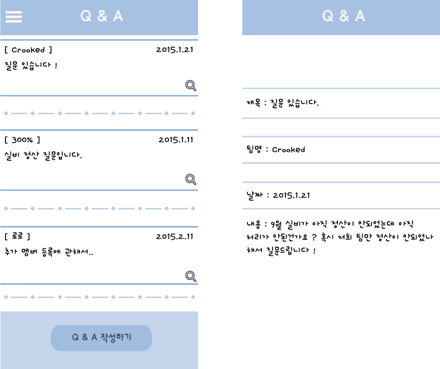 Q & A
[ Crooked ] 2015.1.21
질문 있습니다 !
[ 300% ] 2015.1.11
실비 정산 질문입니다.
[ 로로 ] 2015.2.11
추가 멤버 등록에 관해서..
Q & A 작성하기
Q & A
제목 : 질문 있습니다.
팀명 : Crooked
날짜 : 2015.1.21
내용 : 9월 실비가 아직 정산이 안되었는데 아직
처리가 안된건가요 ? 혹시 저희 팀만 정산이 안되었나
해서 질문드립니다 !